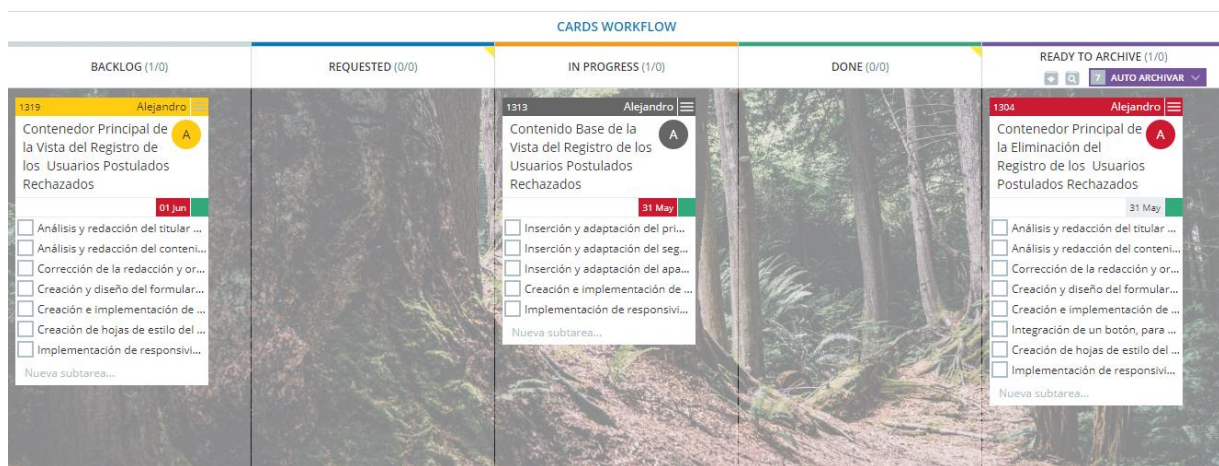 CARDS WORKFLOW
BACKLOG (1/0)
REQUESTED (0/0)
IN PROGRESS (1/0)
DONE (0/0)
READY TO ARCHIVE (1/0)
7 AUTO ARCHIVAR
1319 Alejandro
Contenedor Principal de
la Vista del Registro de
los Usuarios Postulados
Rechazados
A
01 Jun
Análisis y redacción del titular ...
Análisis y redacción del conteni...
Corrección de la redacción y or...
Creación y diseño del formular...
Creación e implementación de ...
Creación de hojas de estilo del ...
Implementación de responsivi...
Nueva subtarea...
1313 Alejandro
Contenido Base de la
Vista del Registro de los
Usuarios Postulados
Rechazados
A
31 May
Inserción y adaptación del pri...
Inserción y adaptación del seg...
Inserción y adaptación del apa...
Creación e implementación de ...
Implementación de responsivi...
Nueva subtarea...
1304 Alejandro
Contenedor Principal de
la Eliminación del
Registro de los Usuarios
Postulados Rechazados
A
31 May
Análisis y redacción del titular ...
Análisis y redacción del conteni...
Corrección de la redacción y or...
Creación y diseño del formular...
Creación e implementación de ...
Integración de un botón, para ...
Creación de hojas de estilo del ...
Implementación de responsivi...
Nueva subtarea...